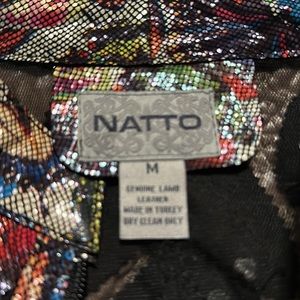 NATTO
M
GENUINE LAMB
LEATHER
MADE IN TURKEY
DRY CLEAN ONLY